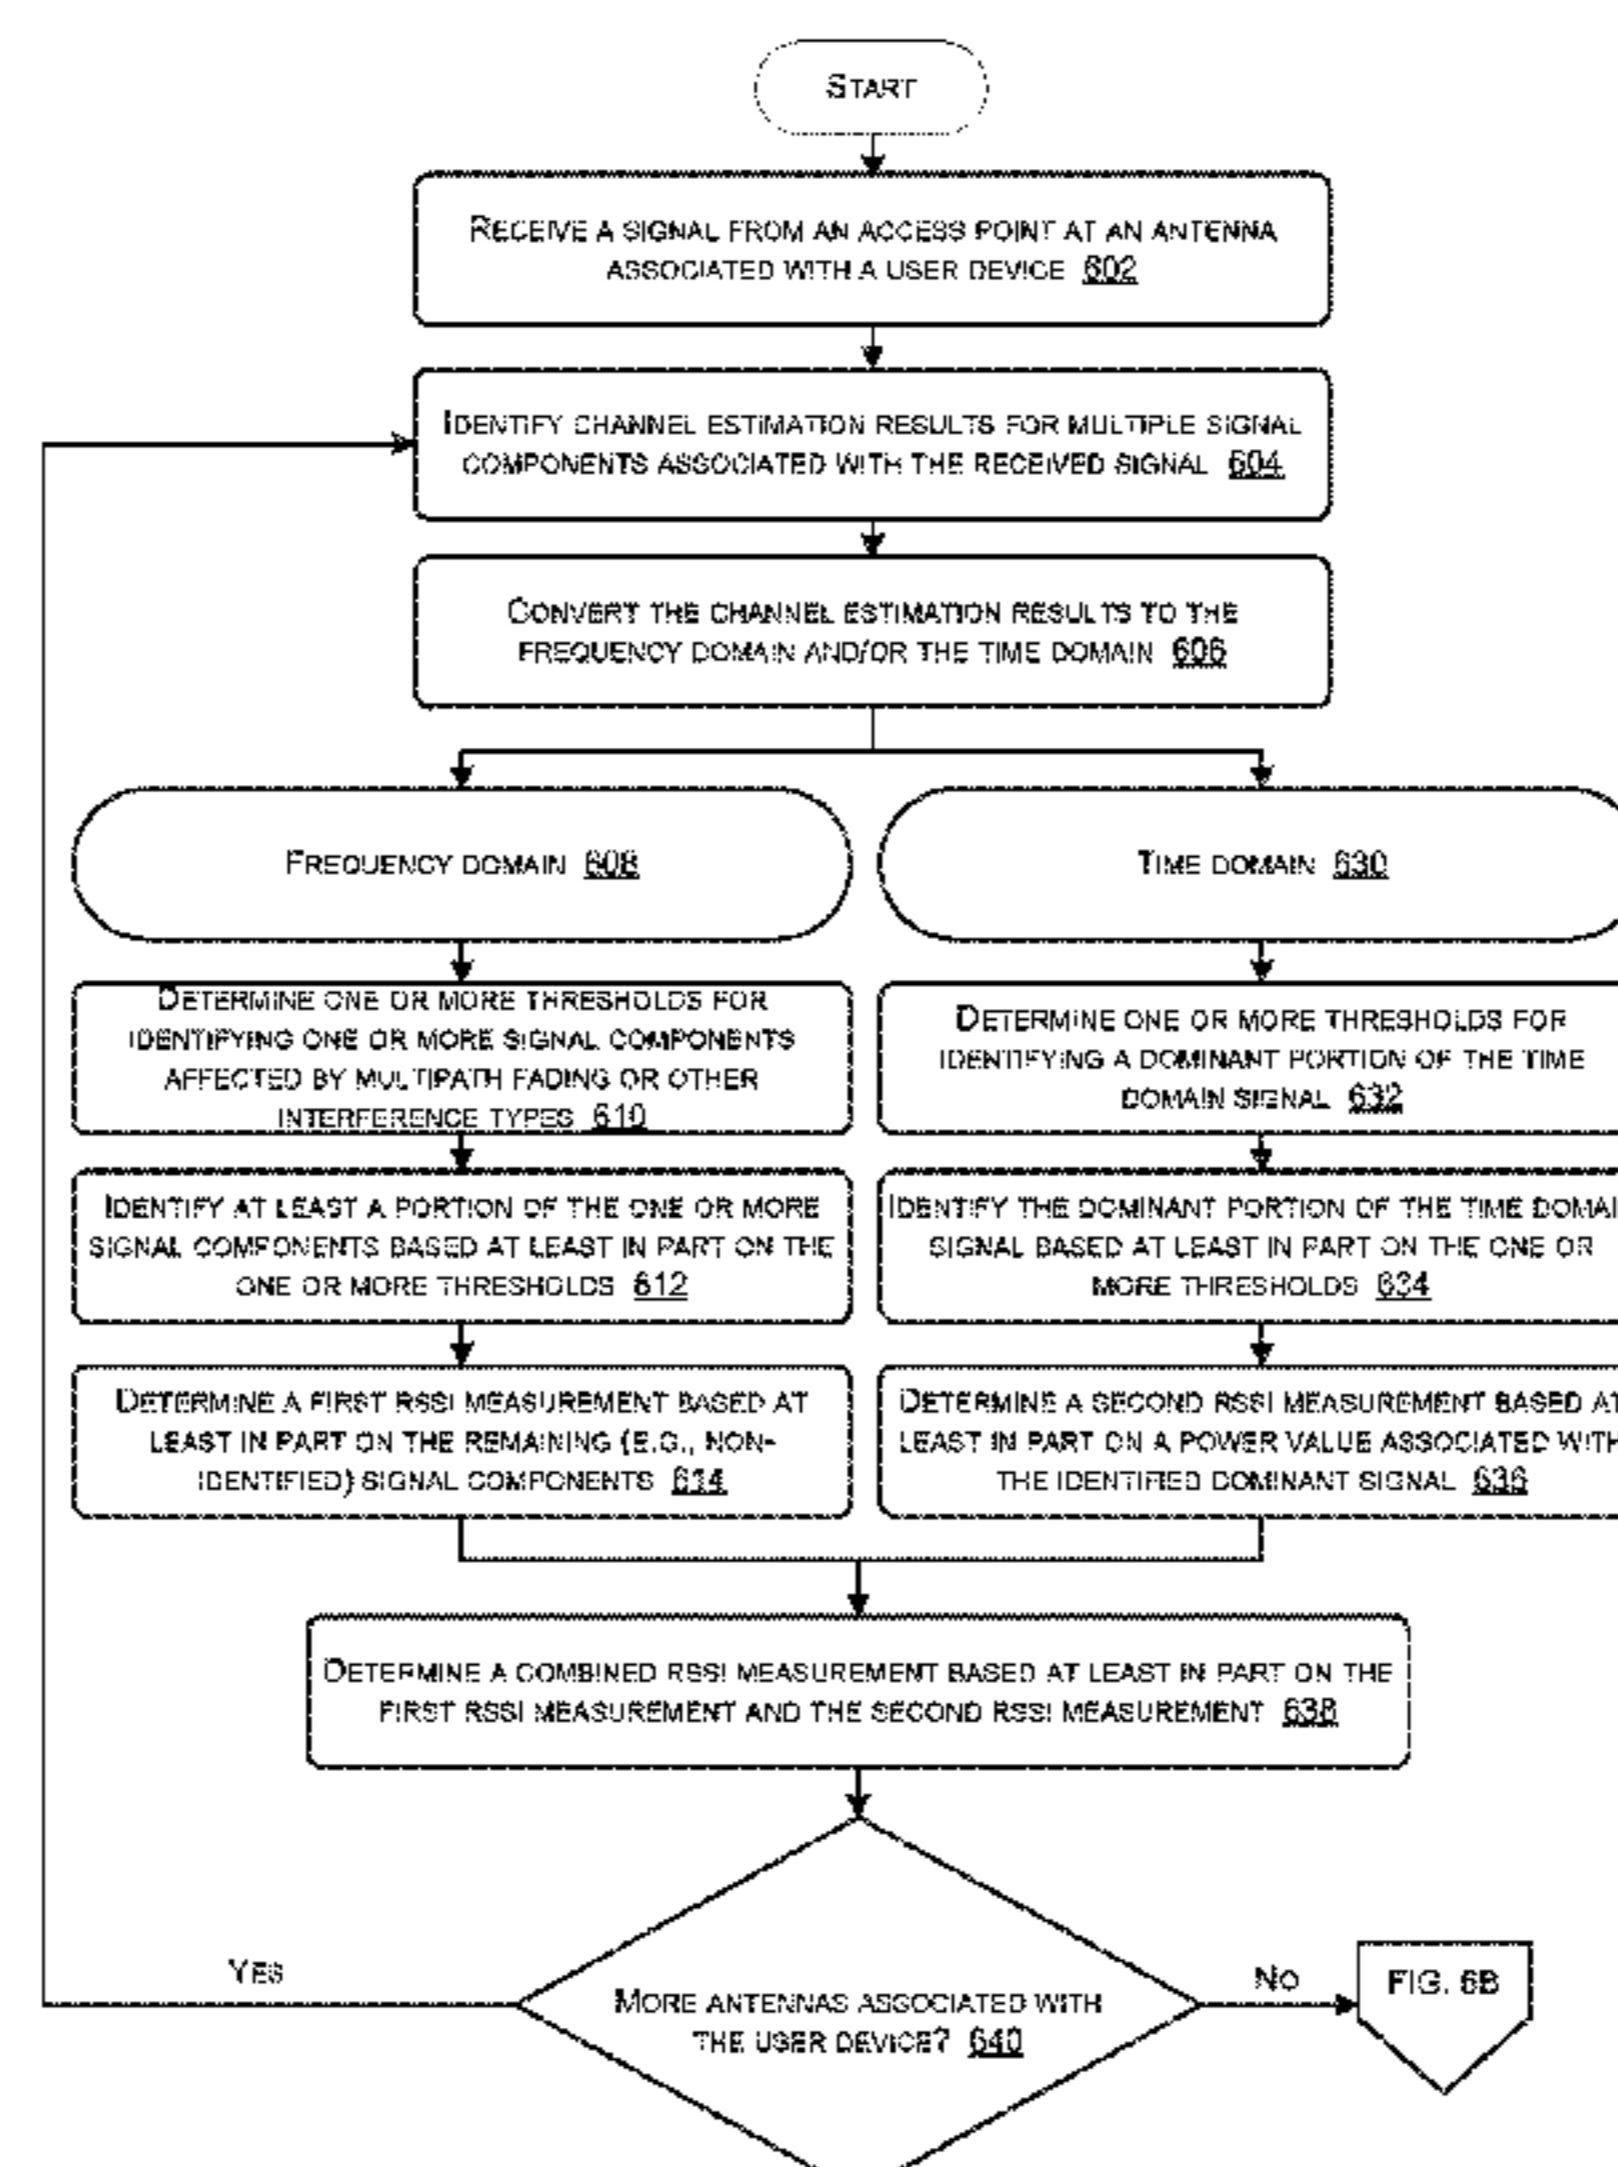 START
RECEIVE A SIGNAL FROM AN ACCESS POINT AT AN ANTENNA
ASSOCIATED WITH A USER DEVICE 602
IDENTIFY CHANNEL ESTIMATION RESULTS FOR MULTIPLE SIGNAL
COMPONENTS ASSOCIATED WITH THE RECEIVED SIGNAL 604
CONVERT THE CHANNEL ESTIMATION RESULTS TO THE
FREQUENCY DOMAIN AND/OR THE TIME DOMAIN 606
FREQUENCY DOMAIN 608
DETERMINE ONE OR MORE THRESHOLDS FOR
IDENTIFYING ONE OR MORE SIGNAL COMPONENTS
AFFECTED BY MULTIPATH FADING OR OTHER
INTERFERENCE TYPES 610
IDENTIFY AT LEAST A PORTION OF THE ONE OR MORE
SIGNAL COMPONENTS BASED AT LEAST IN PART ON THE
ONE OR MORE THRESHOLDS 612
DETERMINE A FIRST RSSI MEASUREMENT BASED AT
LEAST IN PART ON THE REMAINING (E.G., NON-
IDENTIFIED) SIGNAL COMPONENTS 614
TIME DOMAIN 630
DETERMINE ONE OR MORE THRESHOLDS FOR
IDENTIFYING A DOMINANT PORTION OF THE TIME
DOMAIN SIGNAL 632
IDENTIFY THE DOMINANT PORTION OF THE TIME DOMAI
SIGNAL BASED AT LEAST IN PART ON THE ONE OR
MORE THRESHOLDS 634
DETERMINE A SECOND RSSI MEASUREMENT BASED AT
LEAST IN PART ON A POWER VALUE ASSOCIATED WITH
THE IDENTIFIED DOMINANT SIGNAL 636
DETERMINE A COMBINED RSSI MEASUREMENT BASED AT LEAST IN PART ON THE
FIRST RSSI MEASUREMENT AND THE SECOND RSSI MEASUREMENT 638
YES
MORE ANTENNAS ASSOCIATED WITH
THE USER DEVICE? 640
NO
FIG. 6B